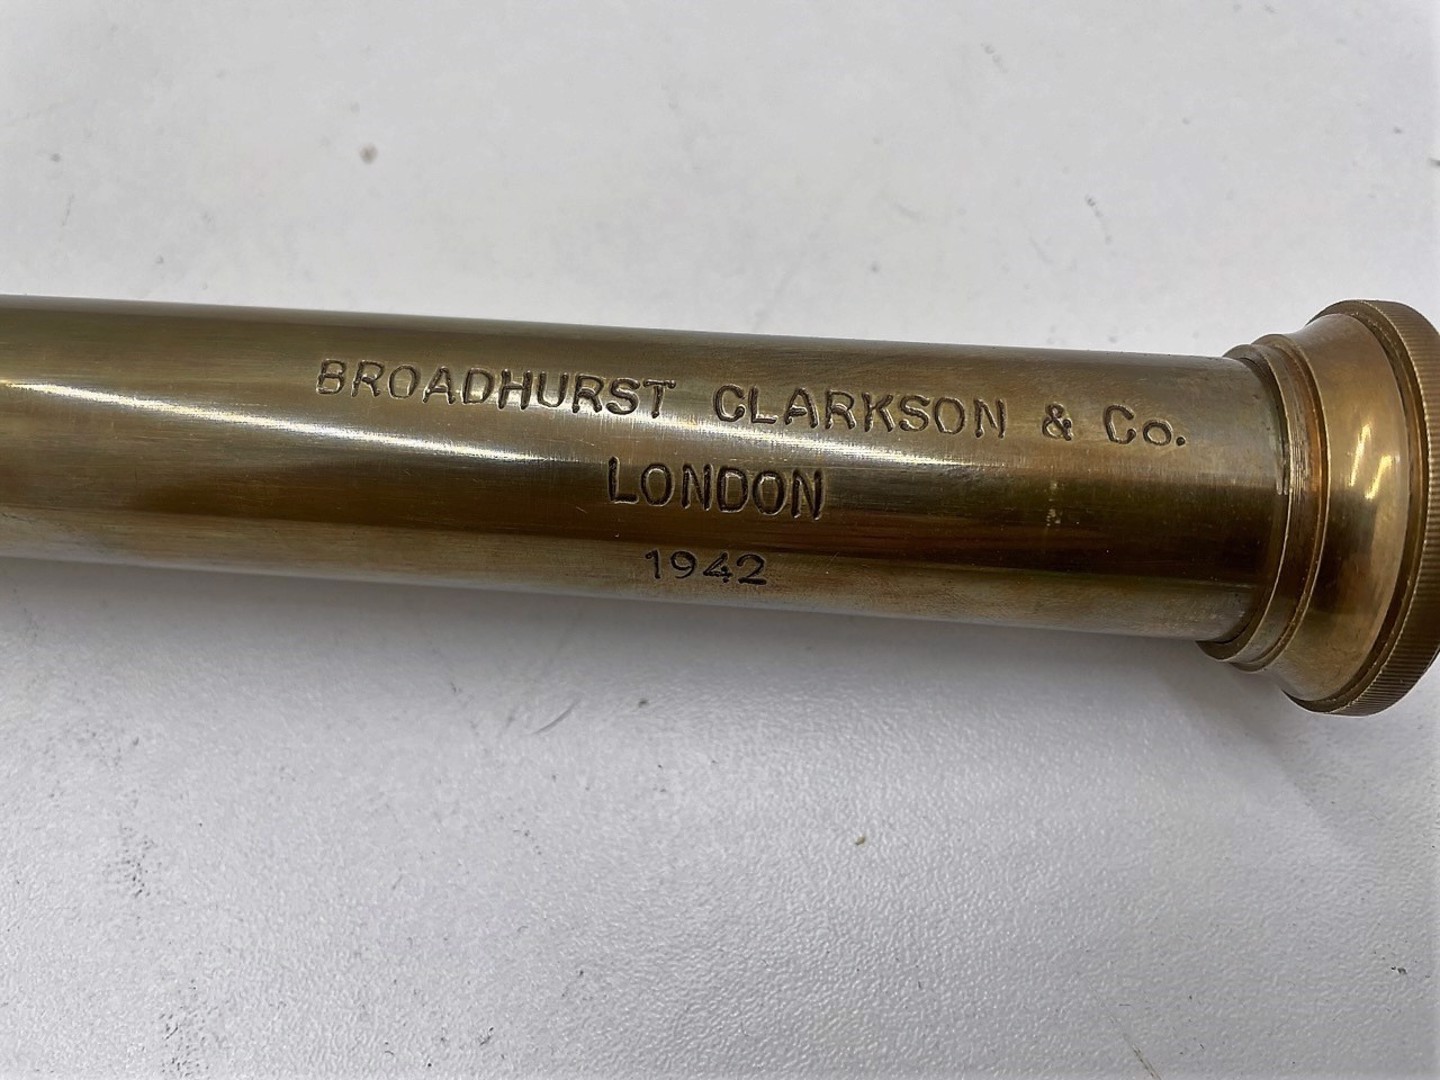 BROADHURST CLARKSON & Co.
LONDON
1942